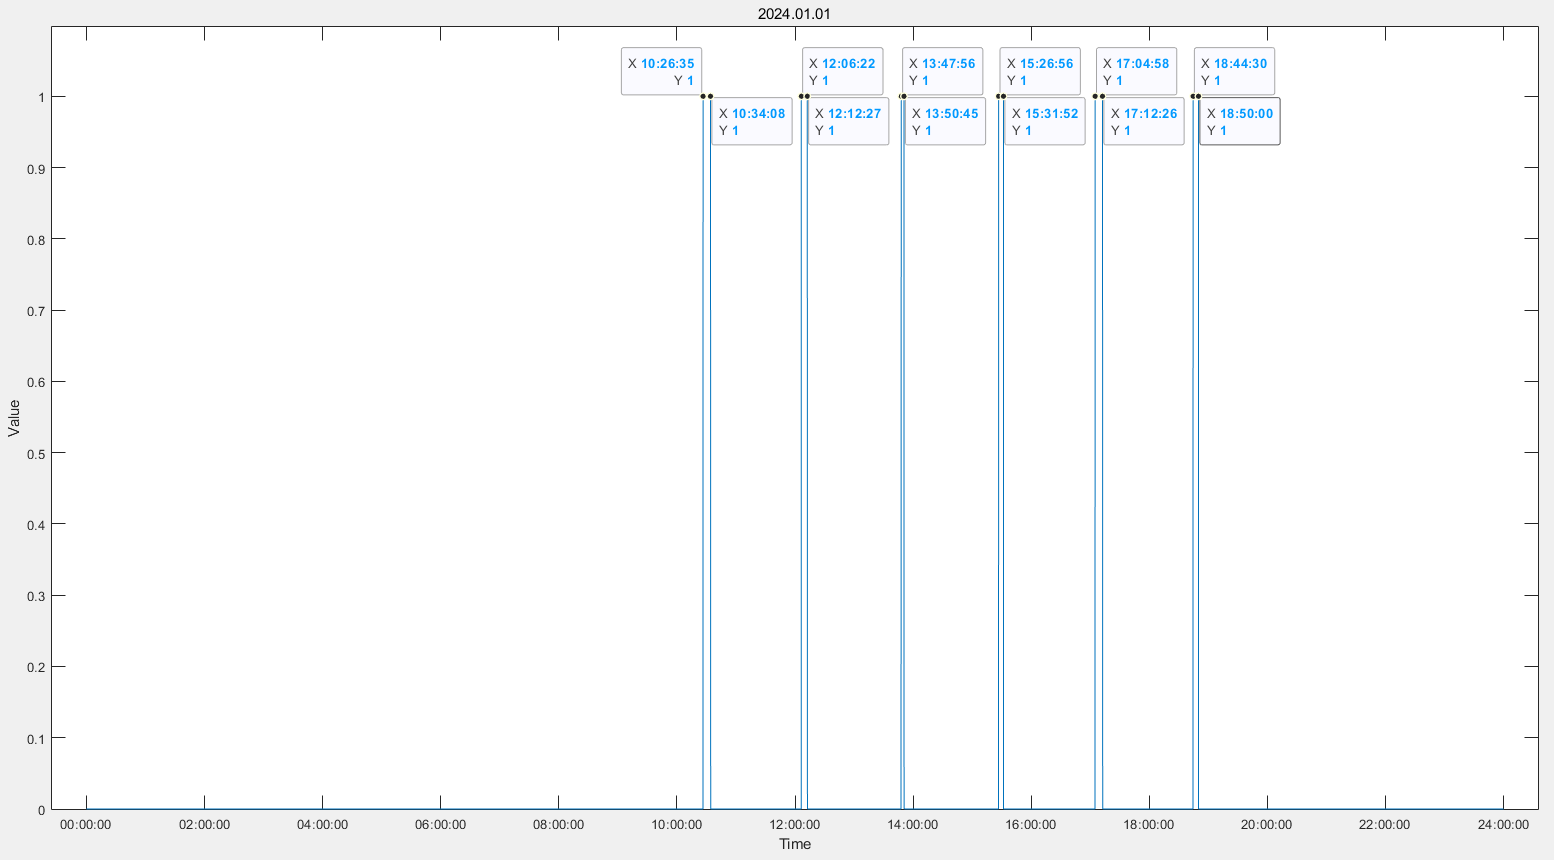 2024.01.01
X 10:26:35
Y 1
X 12:06:22
Y 1
X 13:47:56
Y 1
X 15:26:56
Y 1
X 17:04:58
Y 1
X 18:44:30
Y 1
X 10:34:08
Y 1
X 12:12:27
Y 1
X 13:50:45
Y 1
X 15:31:52
Y 1
X 17:12:26
Y 1
X 18:50:00
Y 1
1
0.9
0.8
0.7
0.6
0.5
0.4
0.3
0.2
0.1
0
Value
00:00:00 02:00:00 04:00:00 06:00:00 08:00:00 10:00:00 12:00:00 14:00:00 16:00:00 18:00:00 20:00:00 22:00:00 24:00:00
Time